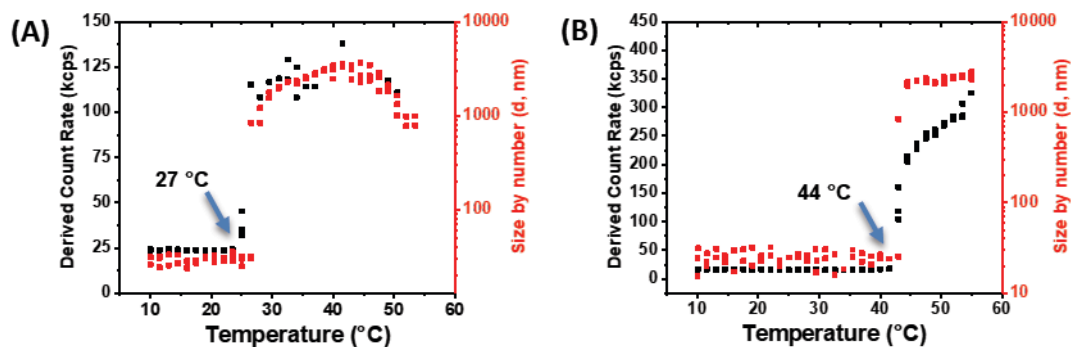 (A)
Derived Count Rate (kcps)
150
125
100
75
50
25
0
27 °C
10 20 30 40 50 60
Temperature (°C)
10000
1000
100
10
Size by number (d, nm)
(B)
Derived Count Rate (kcps)
450
400
350
300
250
200
150
100
50
0
44 °C
10 20 30 40 50 60
Temperature (°C)
10000
1000
100
10
Size by number (d, nm)